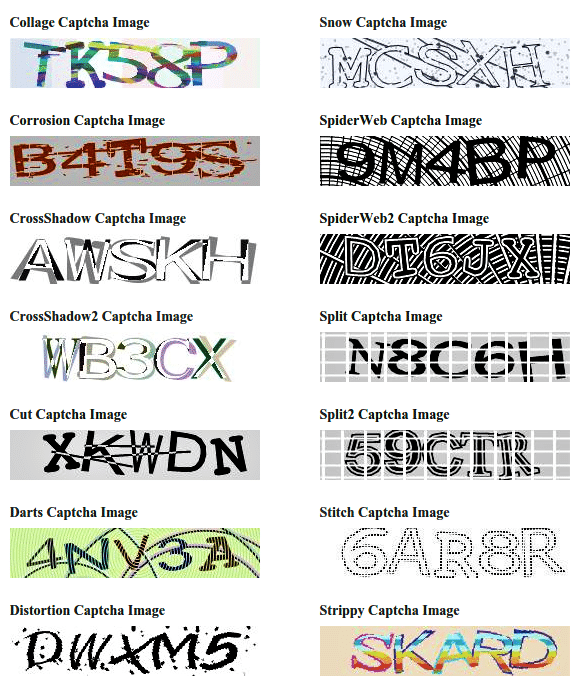 Collage Captcha Image
TK58P
Snow Captcha Image
MCSXH
Corrosion Captcha Image
B4T9S
SpiderWeb Captcha Image
9M4BP
CrossShadow Captcha Image
AWSKH
SpiderWeb2 Captcha Image
DT6JX
CrossShadow2 Captcha Image
WB3CX
Split Captcha Image
N8C6H
Cut Captcha Image
XKWDN
Split2 Captcha Image
59CTR
Darts Captcha Image
4NV3A
Stitch Captcha Image
6AR8R
Distortion Captcha Image
DWXM5
Strippy Captcha Image
SKARD